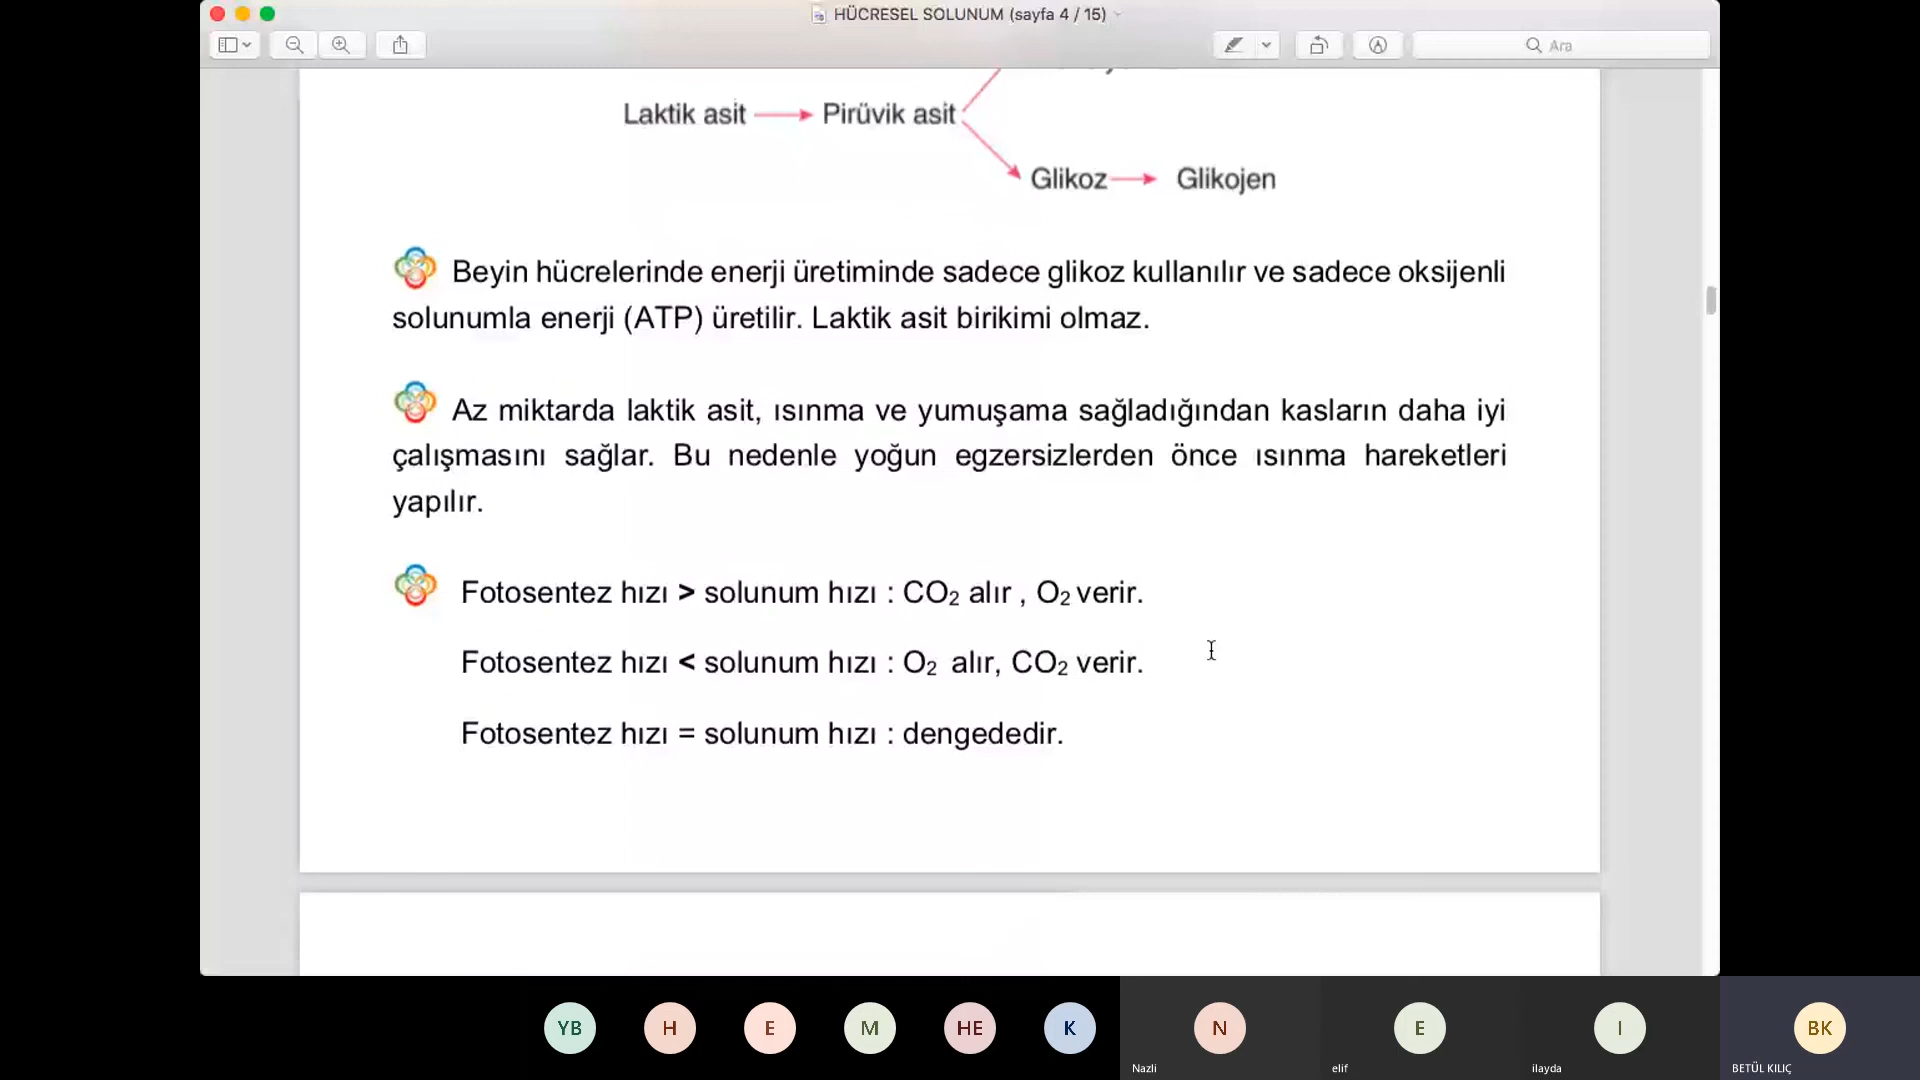 HÜCRESEL SOLUNUM (sayfa 4 / 15)
Ara
Laktik asit
Pirüvik asit
Glikoz
Glikojen
Beyin hücrelerinde enerji üretiminde sadece glikoz kullanılır ve sadece oksijenli
solunumla enerji (ATP) üretilir. Laktik asit birikimi olmaz.
Az miktarda laktik asit, ısınma ve yumuşama sağladığından kasların daha iyi
çalışmasını sağlar. Bu nedenle yoğun egzersizlerden önce ısınma hareketleri
yapılır.
Fotosentez hızı > solunum hızı : CO₂ alır , O₂ verir.
Fotosentez hızı < solunum hızı : O₂ alır, CO₂ verir.
Fotosentez hızı = solunum hızı : dengededir.
YB
H
E
M
HE
K
N
E
I
BK
Nazli
elif
ilayda
BETÜL KILIÇ